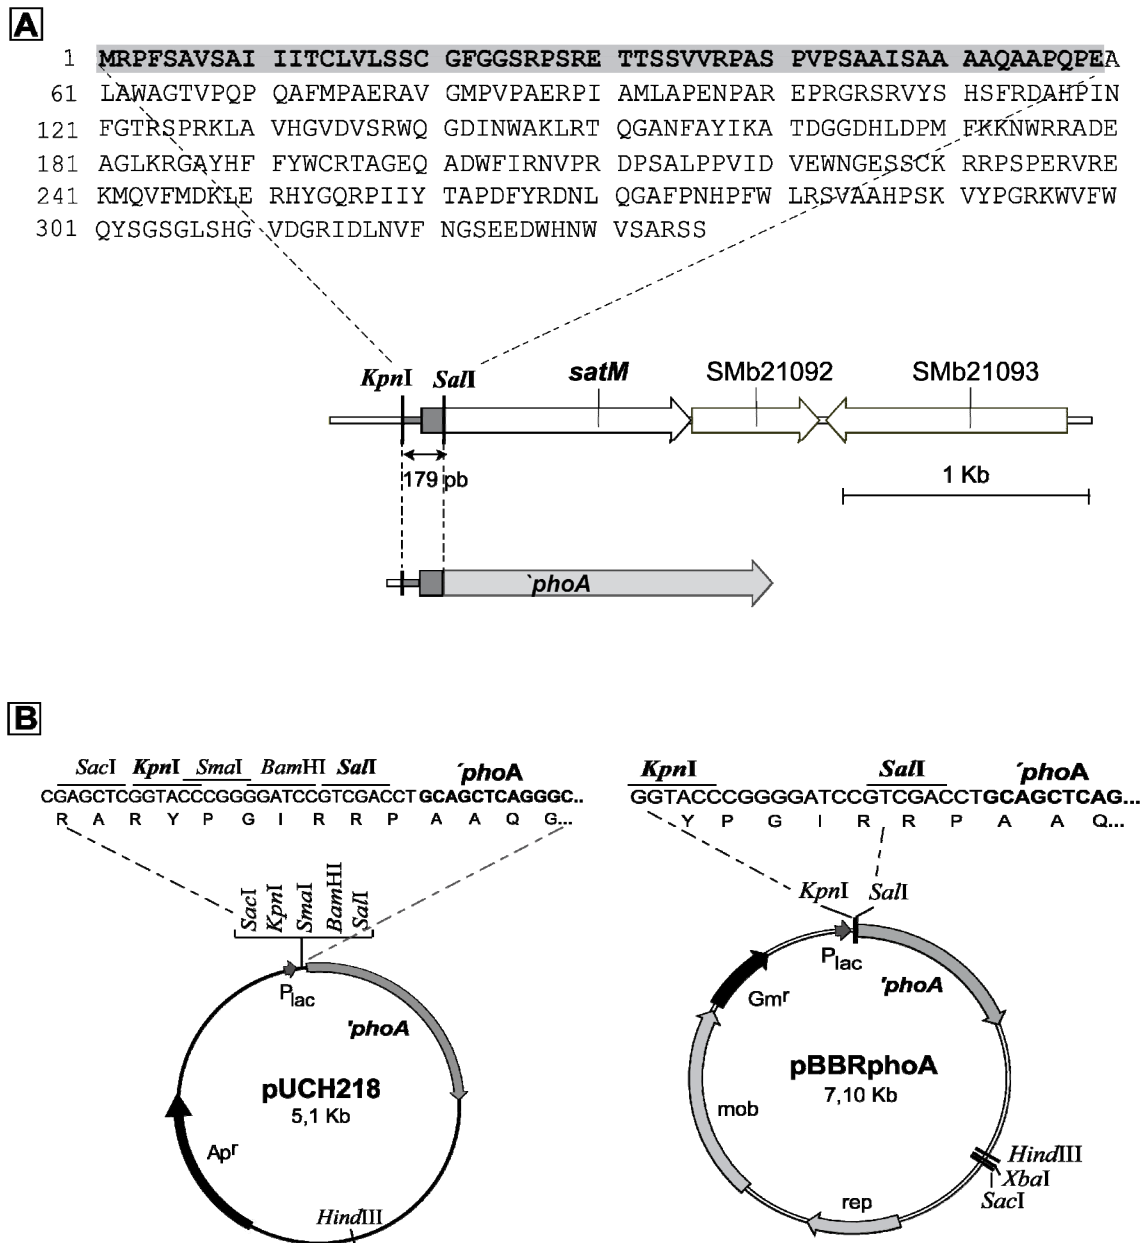 A
1 MRPFSAVSAI IITCLVLSSC GFGGSRPSRE TTSSVVRPAS PVPSAAISAA AAQAAPQPEA
61 LAWAGTVPQP QAFMPAERAV GMPVPAERPI AMLAPENPAR EPRGRSRVYS HSFRDAHPIN
121 FGTRSPRKLA VHGVDVSRWQ GDINWAKLRT QGANFAYIKA TDGGDHLDPM FKKNWRRADE
181 AGLKRGAYHF FYWCRTAGEQ ADWFIRNVPR DPSALPPVID VEWNGESSCK RRPSPERVRE
241 KMQVFMDKLE RHYGQRPIIY TAPDFYRDNL QGAFPNHPFW LRSVAAHPSK VYPGRKWVFW
301 QYSGSGLSHG VDGRIDLNVF NGSEEDWHNW VSARSS
KpnI SalI satM SMb21092 SMb21093
179 pb
1 Kb
`phoA
B
SacI KpnI SmaI BamHI SalI ´phoA
CGAGCTCGGTACCCGGGGATCCGTCGACCTGCAGCTCAGGGC..
R A R Y P G I R R P A A Q G...
SacI
KpnI
SmaI
BamHI
SalI
Plac
'phoA
pUCH218
5,1 Kb
Apr
HindIII
KpnI SalI ´phoA
GGTACCCGGGGATCCGTCGACCTGCAGCTCAG...
Y P G I R R P A A Q...
KpnI SalI
Plac
'phoA
Gmr
pBBRphoA
7,10 Kb
mob
HindIII
XbaI
SacI
rep